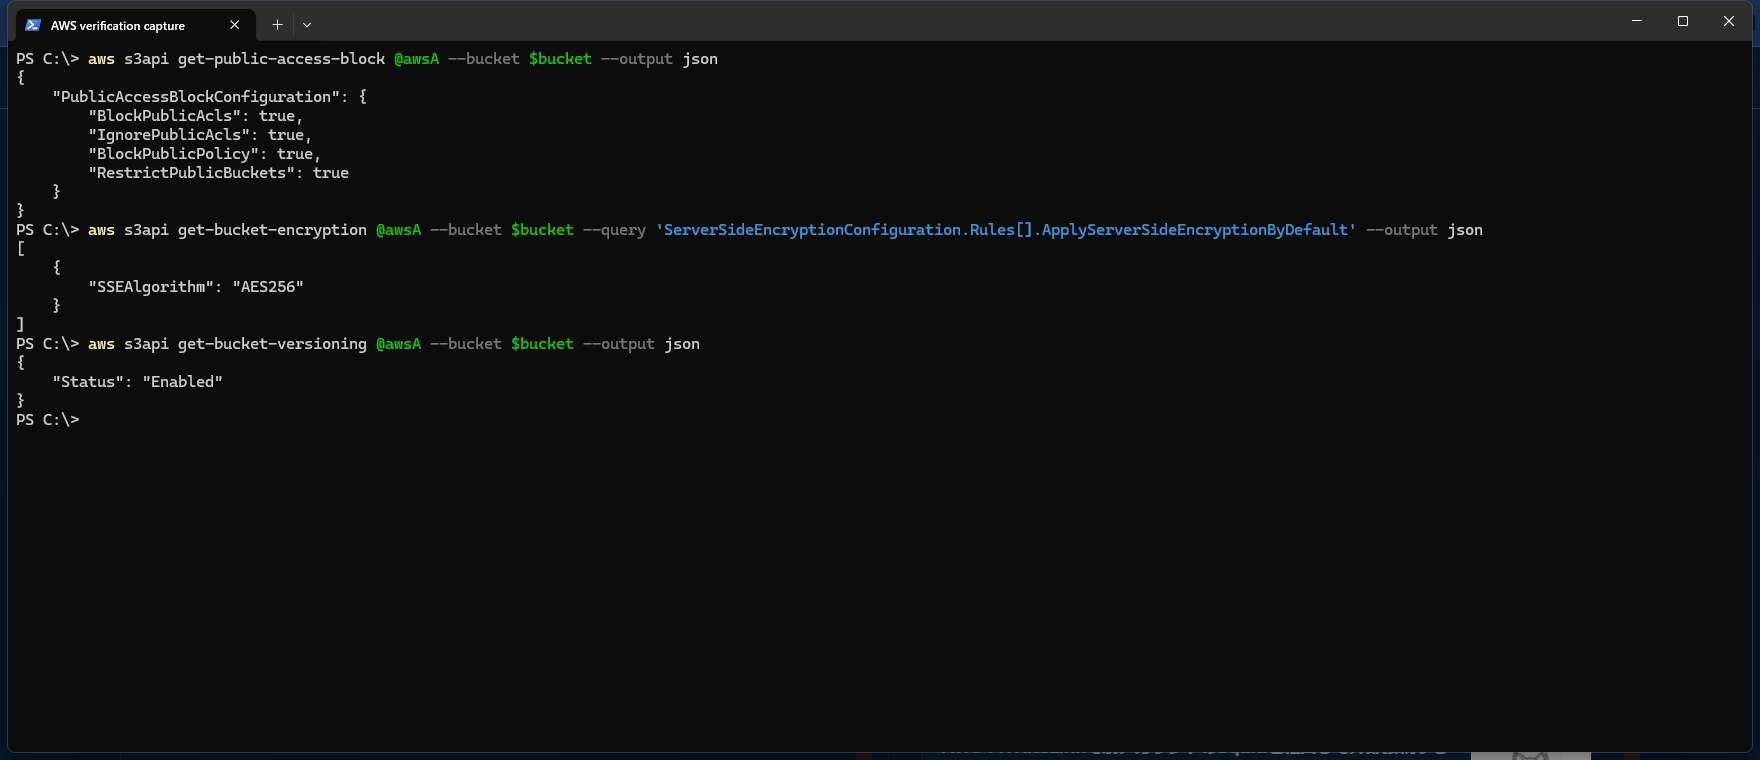 AWS verification capture
PS C:\> aws s3api get-public-access-block @awsA --bucket $bucket --output json
{
    "PublicAccessBlockConfiguration": {
        "BlockPublicAcls": true,
        "IgnorePublicAcls": true,
        "BlockPublicPolicy": true,
        "RestrictPublicBuckets": true
    }
}
PS C:\> aws s3api get-bucket-encryption @awsA --bucket $bucket --query 'ServerSideEncryptionConfiguration.Rules[].ApplyServerSideEncryptionByDefault' --output json
[
    {
        "SSEAlgorithm": "AES256"
    }
]
PS C:\> aws s3api get-bucket-versioning @awsA --bucket $bucket --output json
{
    "Status": "Enabled"
}
PS C:\>